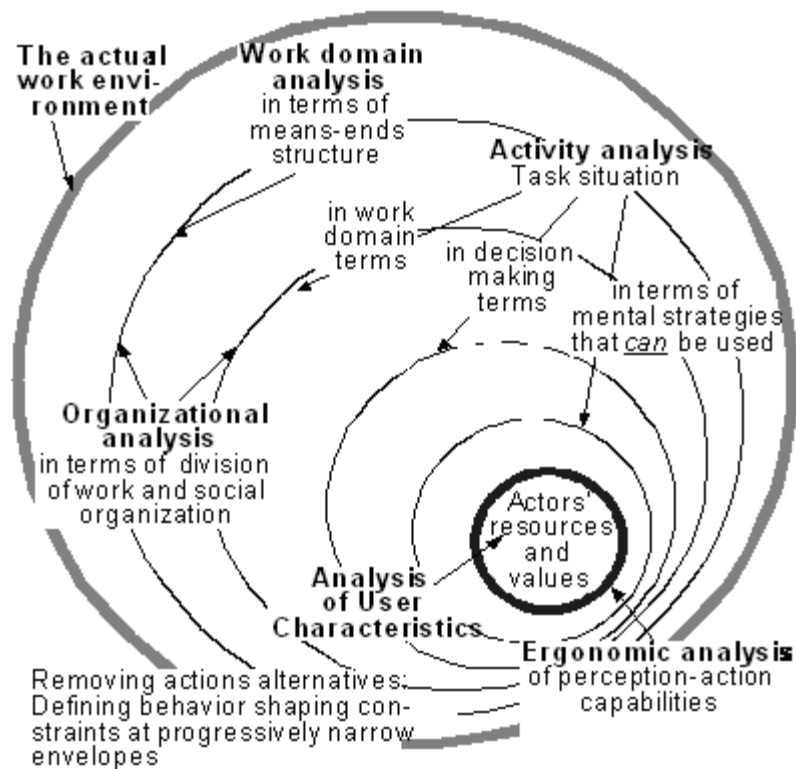 The actual
work envi-
ronment
Work domain
analysis
in terms of
means-ends
structure
Activity analysis
Task situation
in work
domain
terms
in decision
making
terms
in terms of
mental strategies
that can be used
Organizational
analysis
in terms of division
of work and social
organization
Actors'
resources
and
values
Analysis
of User
Characteristics
Ergonomic analysis
of perception-action
capabilities
Removing actions alternatives:
Defining behavior shaping con-
straints at progressively narrow
envelopes